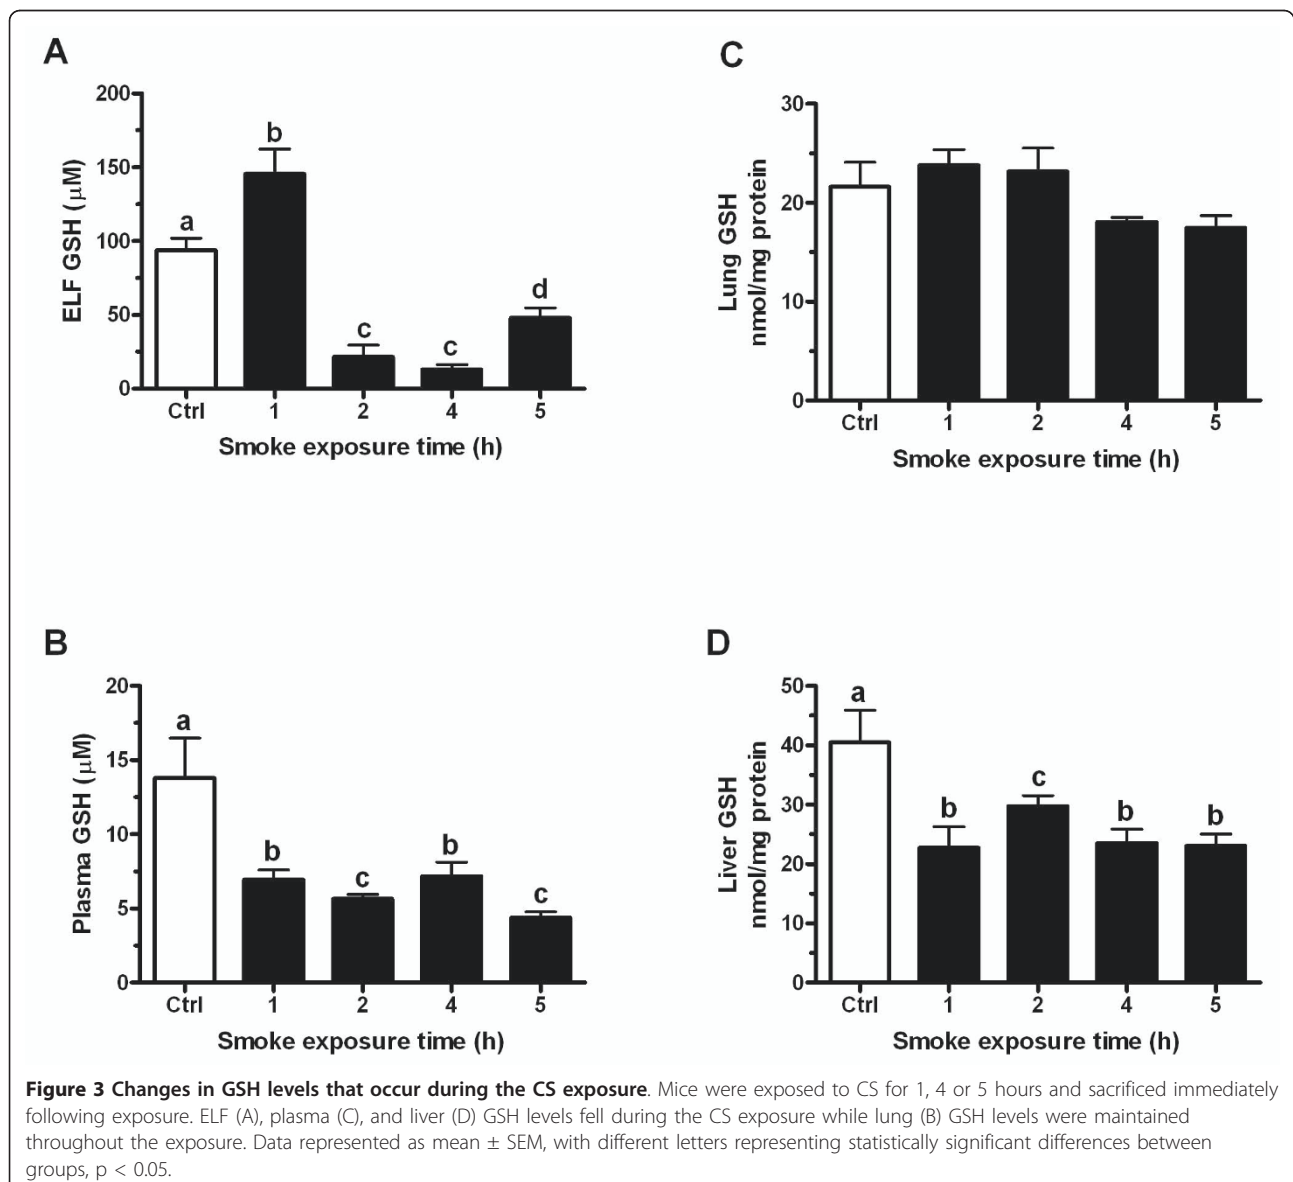 A
200
150
100
50
0
ELF GSH (μM)
a
b
c
c
d
Ctrl 1 2 4 5
Smoke exposure time (h)
C
30
20
10
0
Lung GSH
nmol/mg protein
Ctrl 1 2 4 5
Smoke exposure time (h)
B
20
15
10
5
0
Plasma GSH (μM)
a
b
c
b
c
Ctrl 1 2 4 5
Smoke exposure time (h)
D
50
40
30
20
10
0
Liver GSH
nmol/mg protein
a
b
c
b
b
Ctrl 1 2 4 5
Smoke exposure time (h)
Figure 3 Changes in GSH levels that occur during the CS exposure. Mice were exposed to CS for 1, 4 or 5 hours and sacrificed immediately
following exposure. ELF (A), plasma (C), and liver (D) GSH levels fell during the CS exposure while lung (B) GSH levels were maintained
throughout the exposure. Data represented as mean ± SEM, with different letters representing statistically significant differences between
groups, p < 0.05.